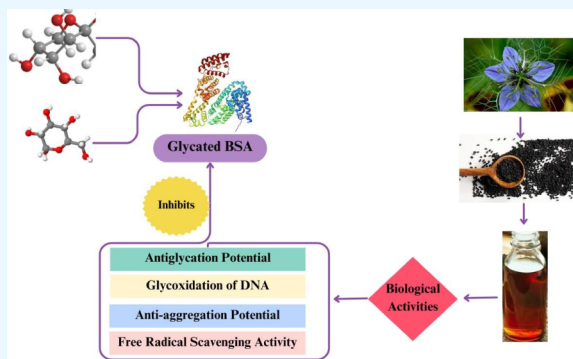 Glycated BSA
Inhibits
Antiglycation Potential
Glycoxidation of DNA
Anti-aggregation Potential
Free Radical Scavenging Activity
Biological
Activities